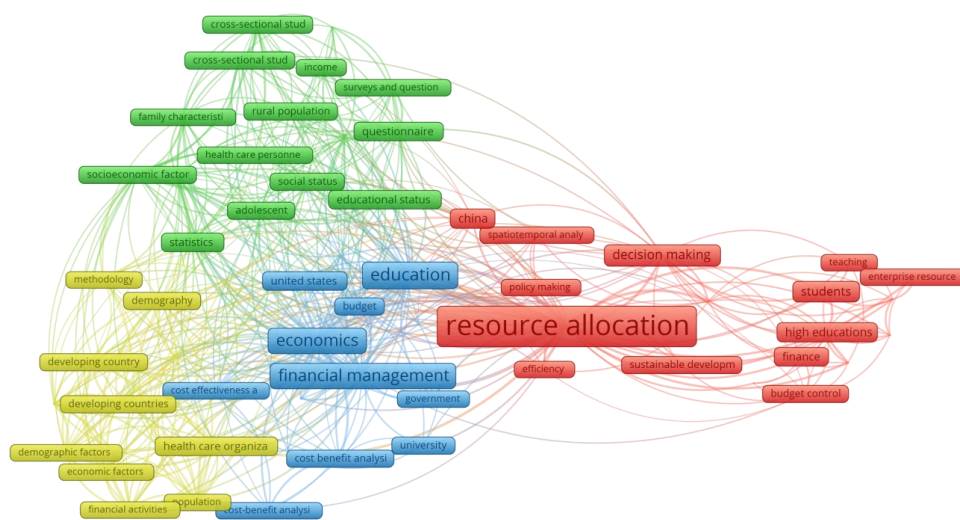 cross-sectional stud
cross-sectional stud
income
surveys and question
family characteristi
rural population
questionnaire
health care personne
socioeconomic factor
social status
educational status
adolescent
china
statistics
spatiotemporal analy
decision making
teaching
methodology
united states
education
policy making
enterprise resource
students
demography
budget
resource allocation
high educations
economics
finance
developing country
financial management
efficiency
sustainable developm
cost effectiveness a
government
budget control
developing countries
demographic factors
health care organiza
university
cost benefit analysi
economic factors
population
financial activities
cost-benefit analysi